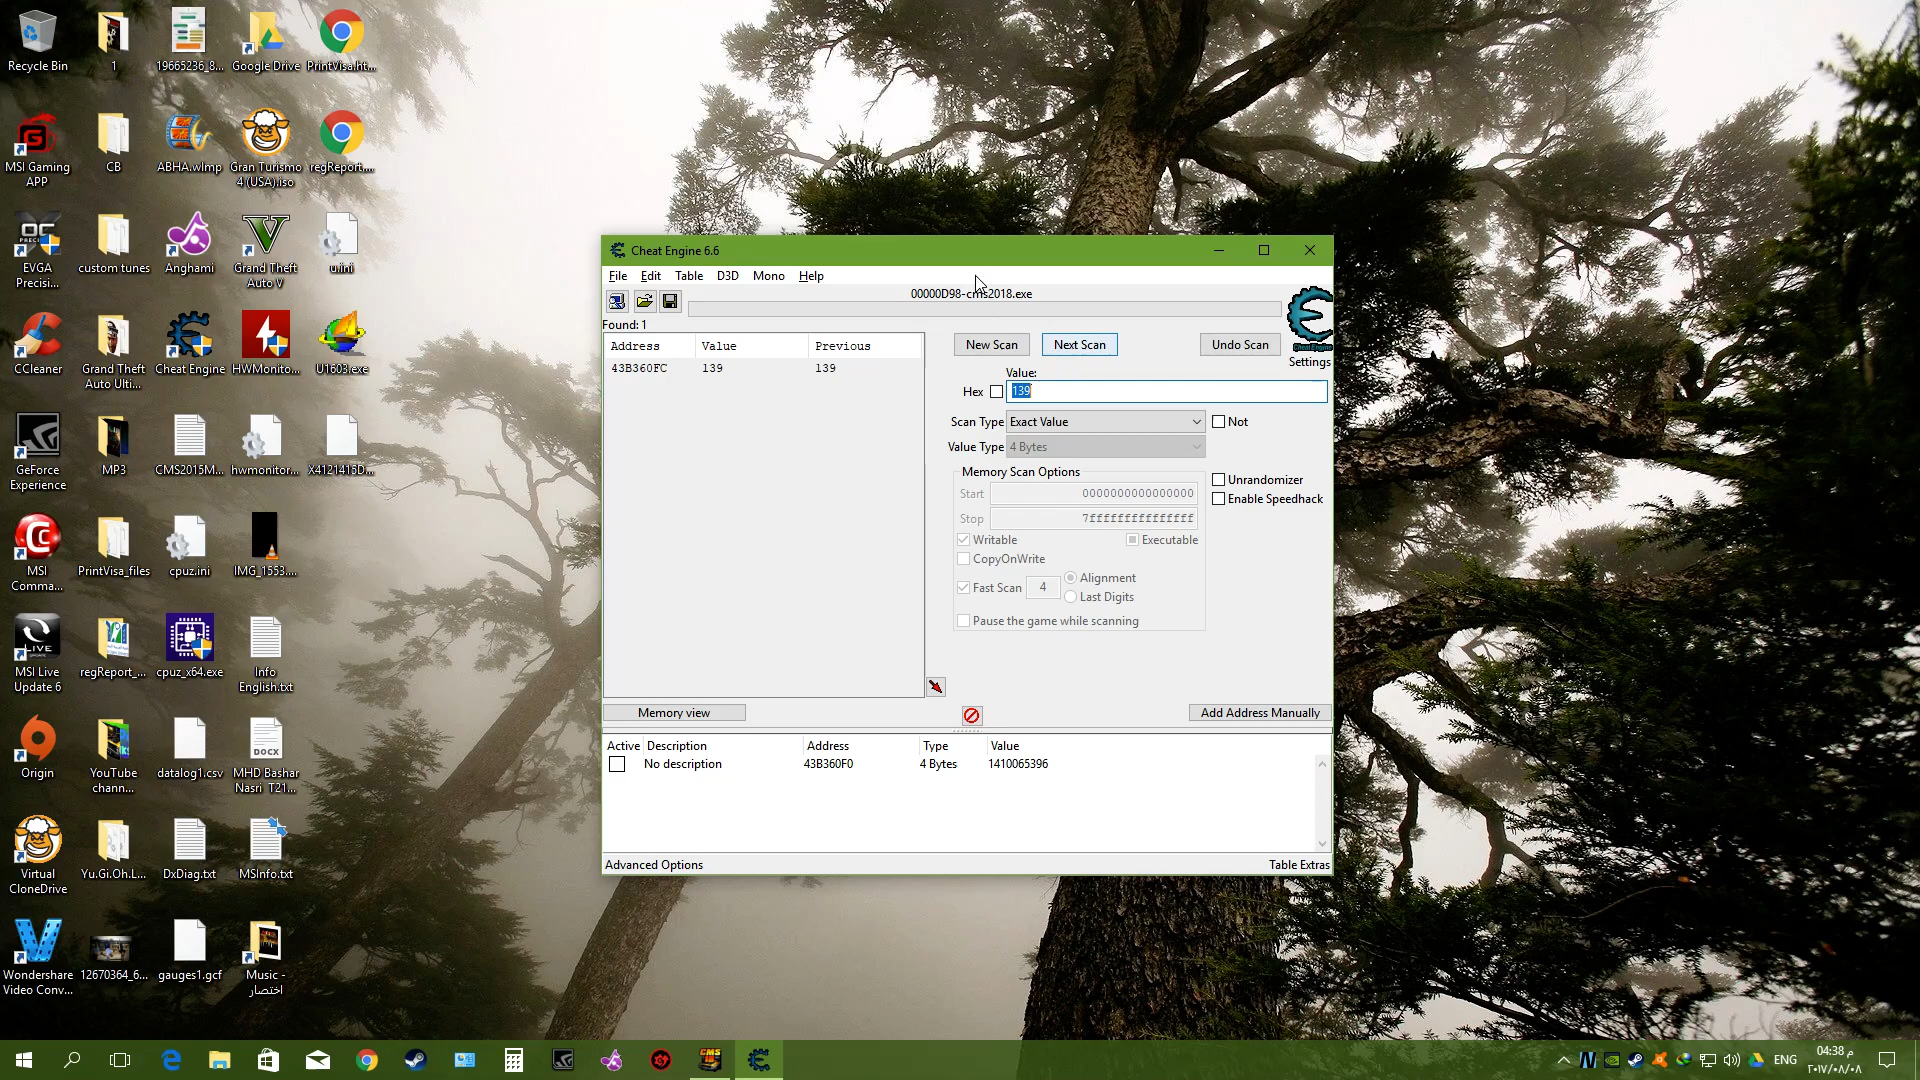 Recycle Bin
1
19665236_8...
Google Drive
PrintVisa.ht...
MSI Gaming
APP
CB
ABHA.wlmp
Gran Turismo
4 (USA).iso
regReport....
EVGA
Precisi...
custom tunes
Anghami
Grand Theft
Auto V
u.ini
CCleaner
Grand Theft
Auto Ulti...
Cheat Engine
HWMonito...
U1603.exe
GeForce
Experience
MP3
CMS2015M...
hwmonitor...
X4121415D...
MSI
Comma...
PrintVisa_files
cpuz.ini
IMG_1553....
MSI Live
Update 6
regReport_...
cpuz_x64.exe
Info
English.txt
Origin
YouTube
chann...
datalog1.csv
MHD Bashar
Nasri T21...
Virtual
CloneDrive
Yu.Gi.Oh.L...
DxDiag.txt
MSInfo.txt
Wondershare
Video Conv...
12670364_6...
gauges1.gcf
Music -
اختصار
Cheat Engine 6.6
File Edit Table D3D Mono Help
00000D98-cms2018.exe
Found: 1
Address Value Previous
43B360FC 139 139
New Scan Next Scan Undo Scan
Settings
Value:
Hex 139
Scan Type Exact Value Not
Value Type 4 Bytes
Memory Scan Options
Start 0000000000000000
Stop 7fffffffffffffff
Writable Executable
CopyOnWrite
Fast Scan 4 Alignment
Last Digits
Pause the game while scanning
Unrandomizer
Enable Speedhack
Memory view
Add Address Manually
Active Description Address Type Value
No description 43B360F0 4 Bytes 1410065396
Advanced Options Table Extras
ENG
04:38 م
٢٠١٧/٠٨/٠٨